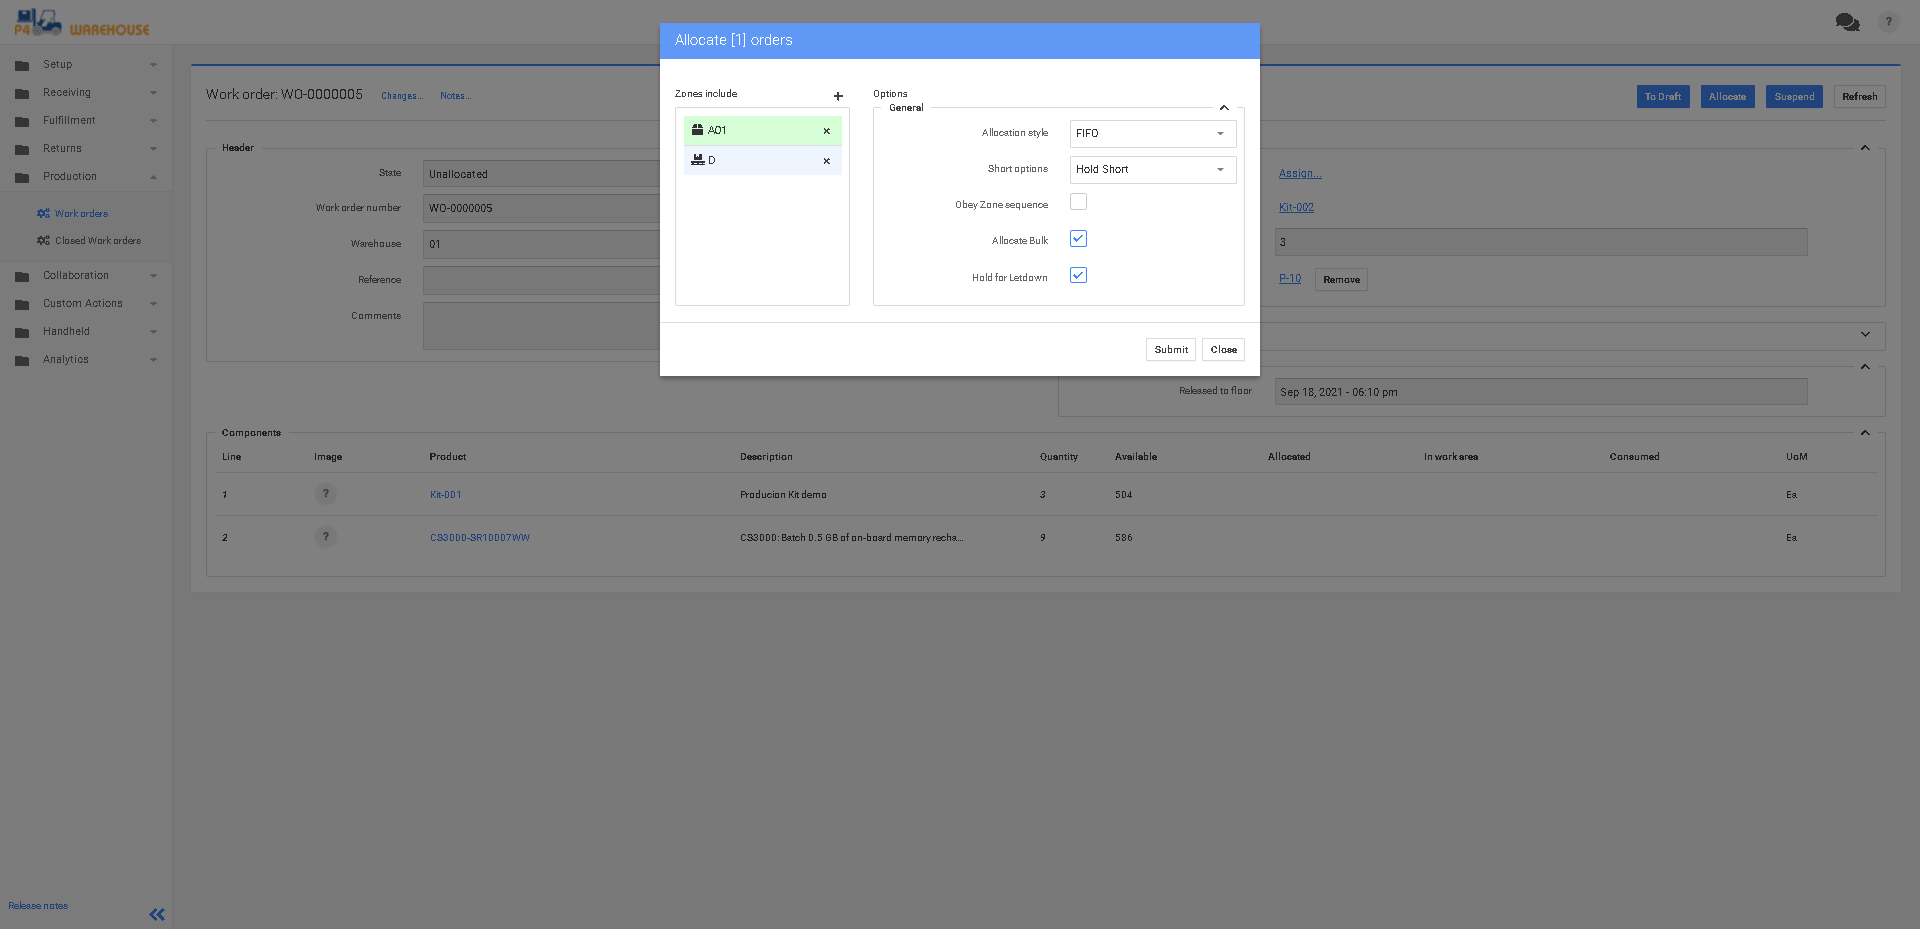 P4 WAREHOUSE
?
Setup
Receiving
Fulfillment
Returns
Production
Work orders
Closed Work orders
Collaboration
Custom Actions
Handheld
Analytics
Release notes
Work order: WO-0000005 Changes... Notes...
To Draft Allocate Suspend Refresh
Header
State Unallocated
Work order number WO-0000005
Warehouse 01
Reference
Comments
Assign...
Kit-002
3
P-10 Remove
Released to floor Sep 18, 2021 - 06:10 pm
Allocate [1] orders
Zones include +
A01 ×
D ×
Options
General
Allocation style FIFO
Short options Hold Short
Obey Zone sequence
Allocate Bulk
Hold for Letdown
Submit Close
Components
Line Image Product Description Quantity Available Allocated In work area Consumed UoM
1 ? Kit-001 Producion Kit demo 3 504 Ea
2 ? CS3000-SR10007WW CS3000: Batch 0.5 GB of on-board memory recha... 9 586 Ea